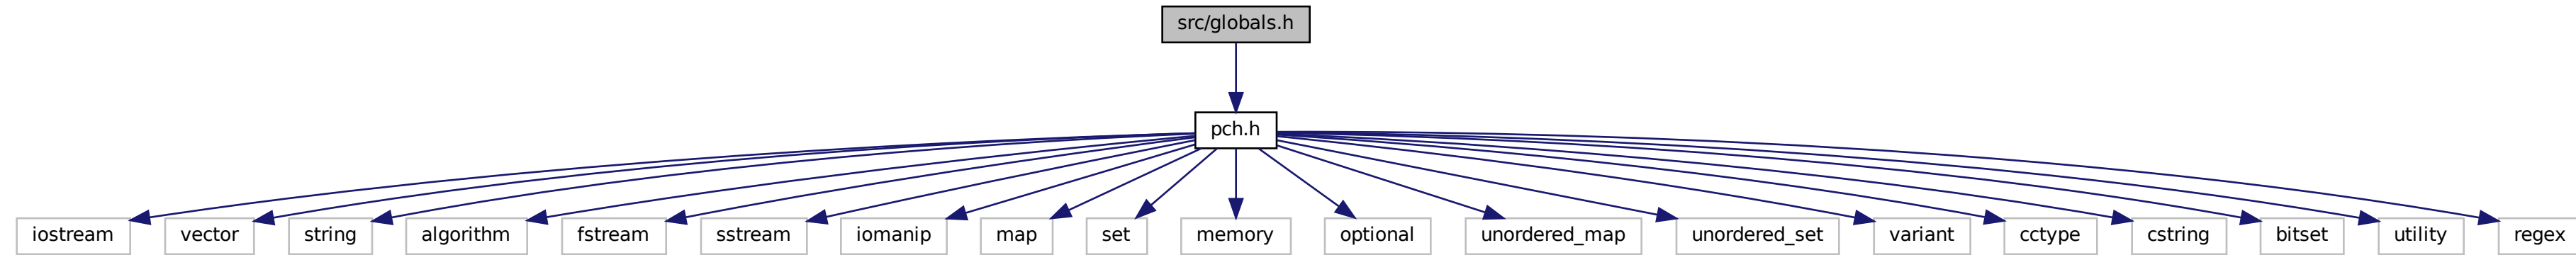 src/globals.h
pch.h
iostream
vector
string
algorithm
fstream
sstream
iomanip
map
set
memory
optional
unordered_map
unordered_set
variant
cctype
cstring
bitset
utility
regex